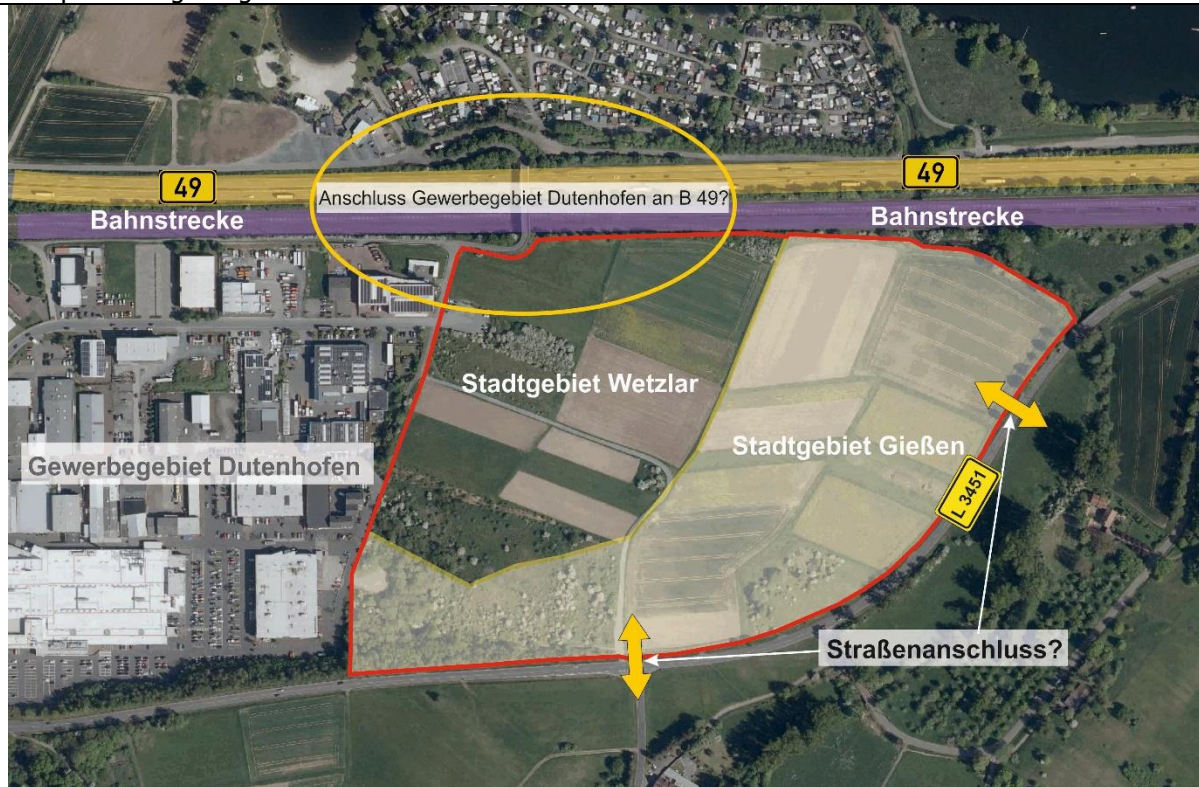 49
49
Anschluss Gewerbegebiet Dutenhofen an B 49?
Bahnstrecke
Bahnstrecke
Stadtgebiet Wetzlar
Stadtgebiet Gießen
Gewerbegebiet Dutenhofen
L 3451
Straßenanschluss?